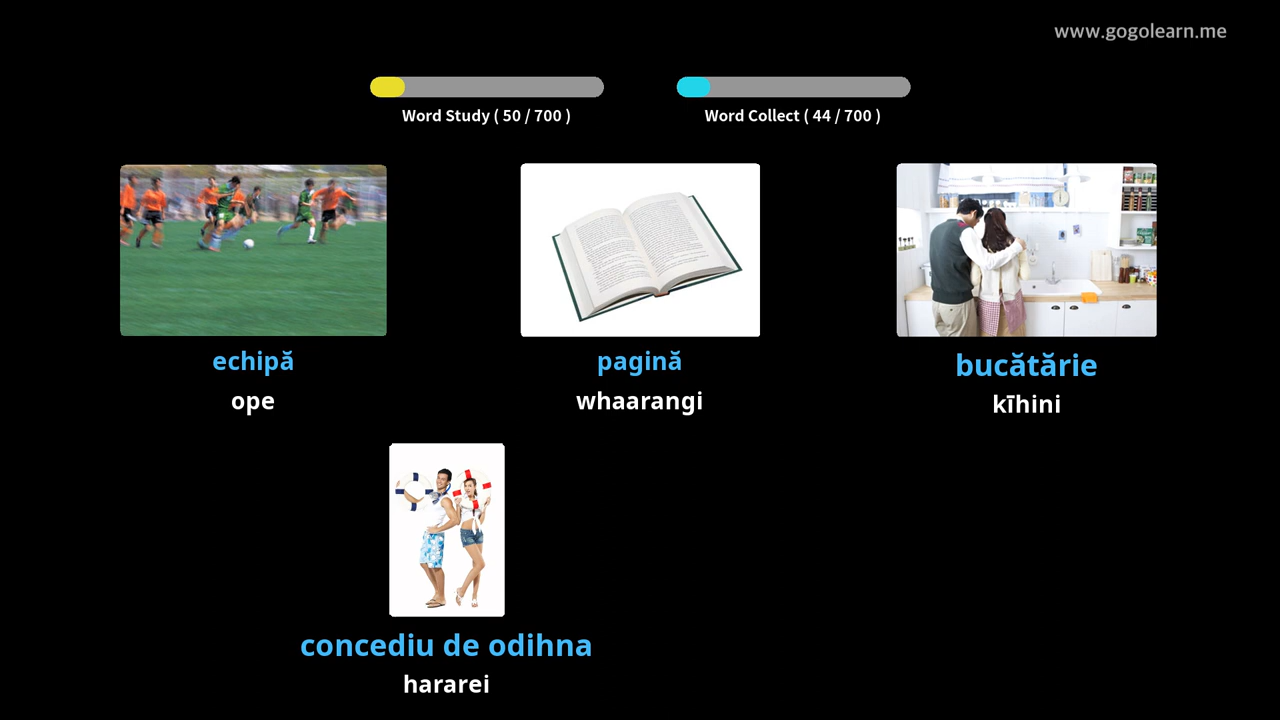 www.gogolearn.me
Word Study ( 50 / 700 )
Word Collect ( 44 / 700 )
echipă
ope
pagină
whaarangi
bucătărie
kīhini
concediu de odihna
hararei